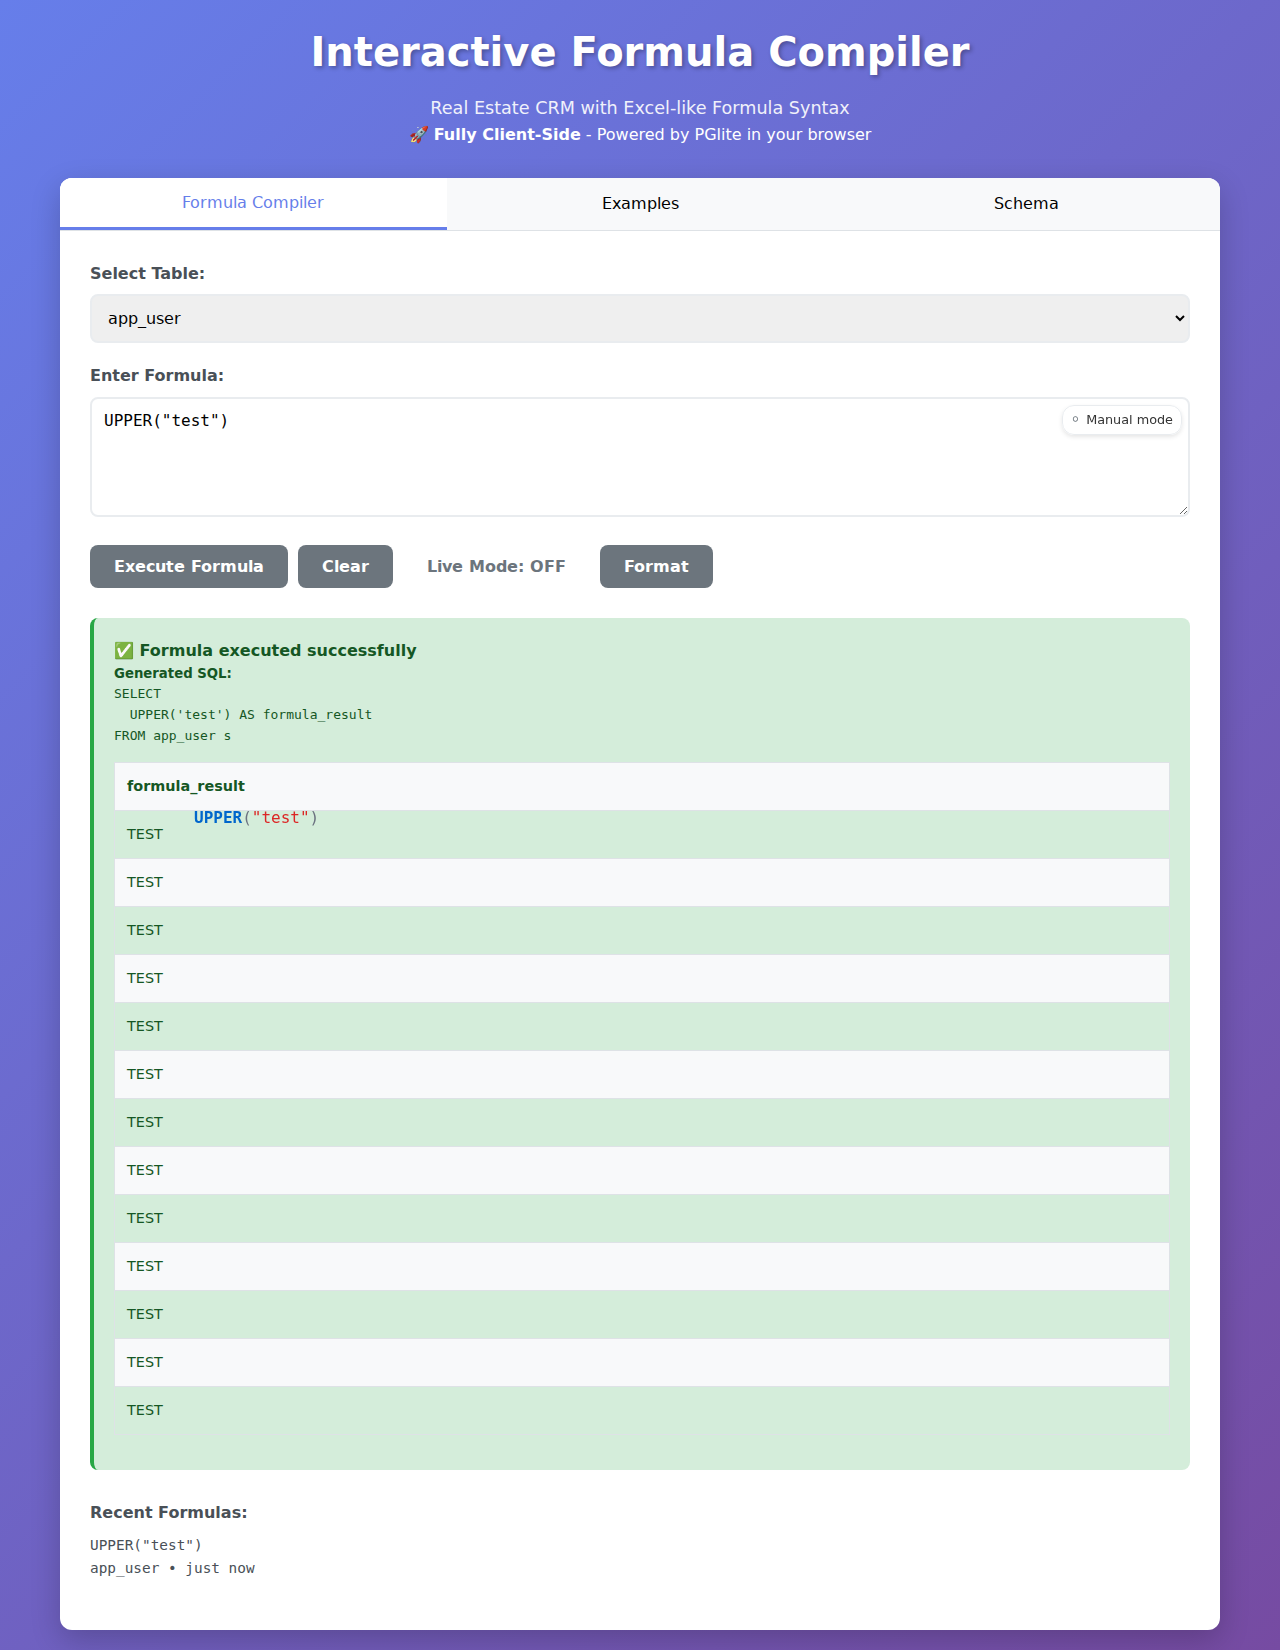 Interactive Formula Compiler
Real Estate CRM with Excel-like Formula Syntax
🚀 Fully Client-Side - Powered by PGlite in your browser
Formula Compiler
Examples
Schema
Select Table:
app_user
Enter Formula:
UPPER("test")
○ Manual mode
Execute Formula
Clear
Live Mode: OFF
Format
✅ Formula executed successfully
Generated SQL:
SELECT
  UPPER('test') AS formula_result
FROM app_user s
formula_result
UPPER("test")
TEST
TEST
TEST
TEST
TEST
TEST
TEST
TEST
TEST
TEST
TEST
TEST
TEST
Recent Formulas:
UPPER("test")
app_user • just now